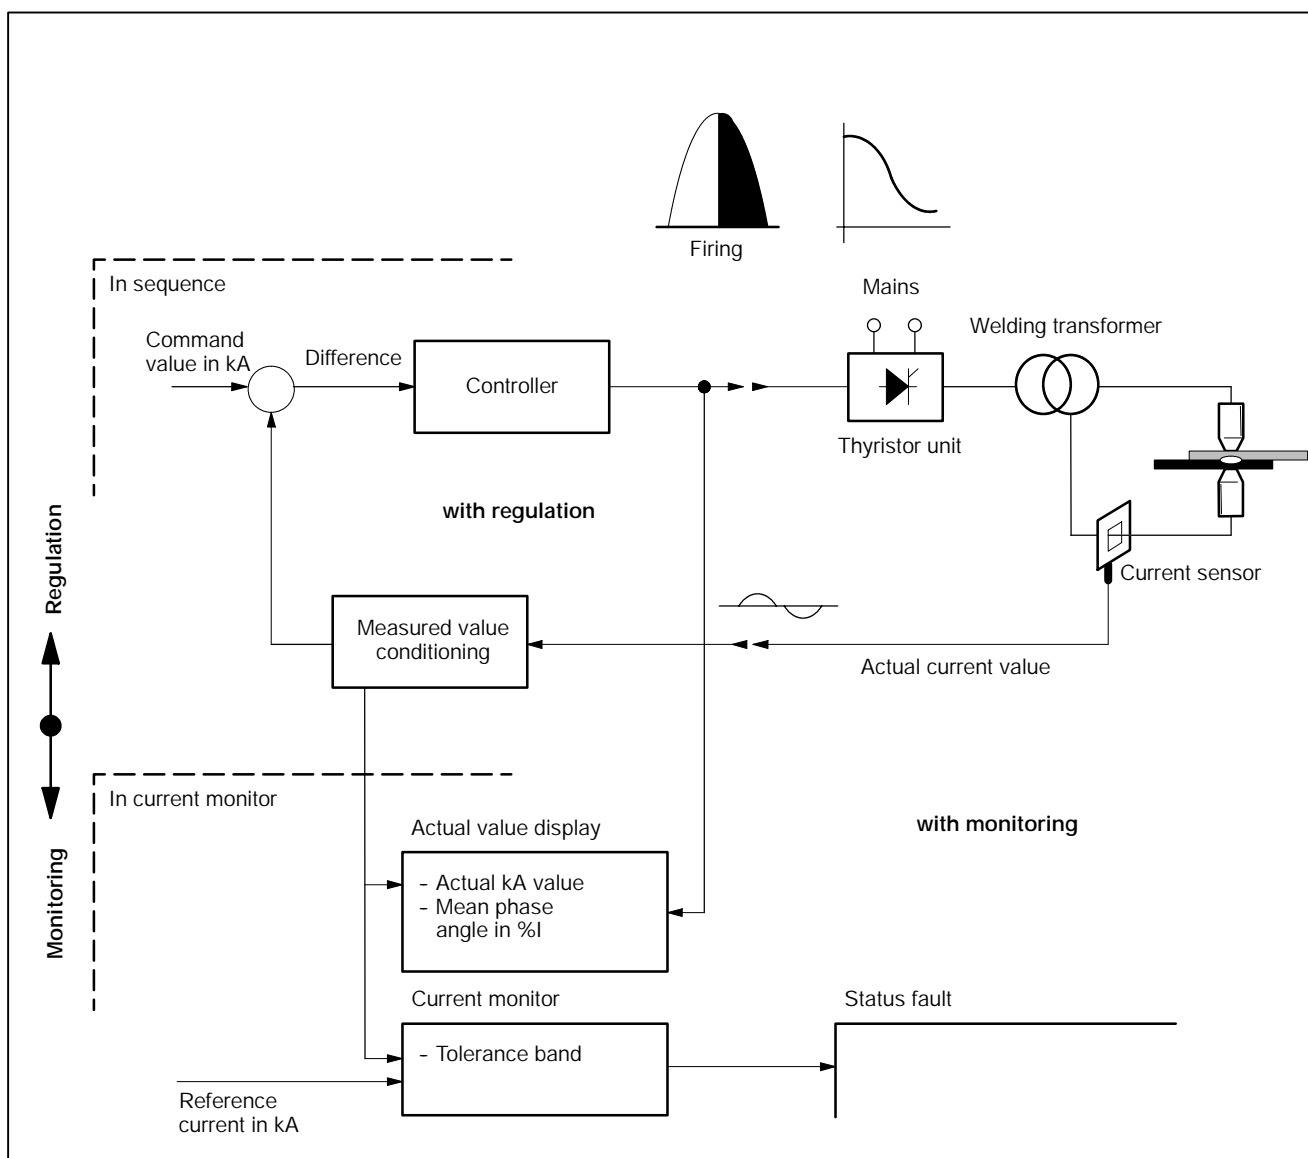 Firing
In sequence
Mains
Command
value in kA
Difference
Welding transformer
Controller
Thyristor unit
with regulation
Regulation
Current sensor
Measured value
conditioning
Actual current value
In current monitor
Actual value display
with monitoring
Monitoring
- Actual kA value
- Mean phase
angle in %I
Current monitor
Status fault
- Tolerance band
Reference
current in kA